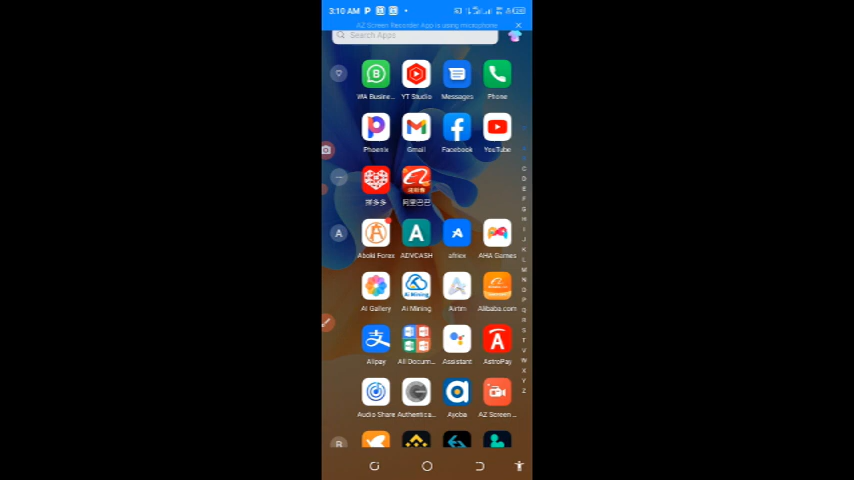 3:10 AM P
AZ Screen Recorder App is using microphone
Search Apps
WA Busine... YT Studio Messages Phone
Phoenix Gmail Facebook YouTube
拼多多 阿里巴巴
A
Aboki Forex ADVCASH africx AHA Games
AI Gallery Ai Mining Airtm Alibaba.com
Alipay All Docum... Assistant AstroPay
Audio Share Authentica... Ayoba AZ Screen ...
B
C
D
E
F
G
H
I
J
K
L
M
N
O
P
Q
R
S
T
V
W
X
Y
Z